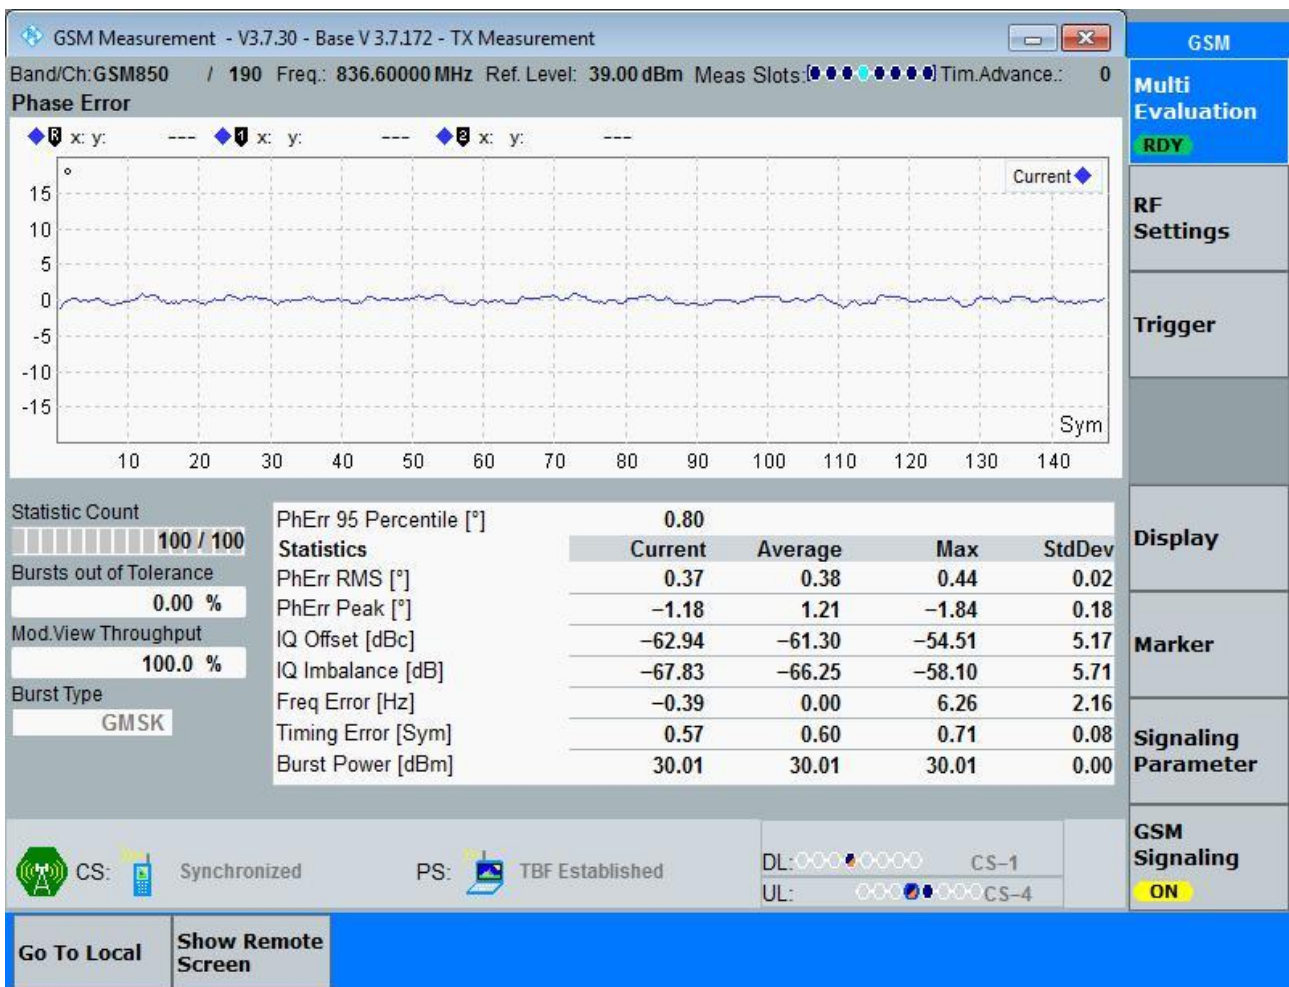 GSM Measurement - V3.7.30 - Base V 3.7.172 - TX Measurement
GSM
Band/Ch:GSM850 / 190 Freq.: 836.60000 MHz Ref. Level: 39.00 dBm Meas Slots: Tim.Advance.: 0
Phase Error
R x: y: --- 1 x: y: --- 2 x: y: ---
°
Current
15
10
5
0
-5
-10
-15
Sym
10 20 30 40 50 60 70 80 90 100 110 120 130 140
Statistic Count
100 / 100
Bursts out of Tolerance
0.00 %
Mod.View Throughput
100.0 %
Burst Type
GMSK
PhErr 95 Percentile [°] 0.80
Statistics Current Average Max StdDev
PhErr RMS [°] 0.37 0.38 0.44 0.02
PhErr Peak [°] −1.18 1.21 −1.84 0.18
IQ Offset [dBc] −62.94 −61.30 −54.51 5.17
IQ Imbalance [dB] −67.83 −66.25 −58.10 5.71
Freq Error [Hz] −0.39 0.00 6.26 2.16
Timing Error [Sym] 0.57 0.60 0.71 0.08
Burst Power [dBm] 30.01 30.01 30.01 0.00
CS: Synchronized PS: TBF Established
DL: CS−1
UL: CS−4
Multi
Evaluation
RDY
RF
Settings
Trigger
Display
Marker
Signaling
Parameter
GSM
Signaling
ON
Go To Local
Show Remote
Screen